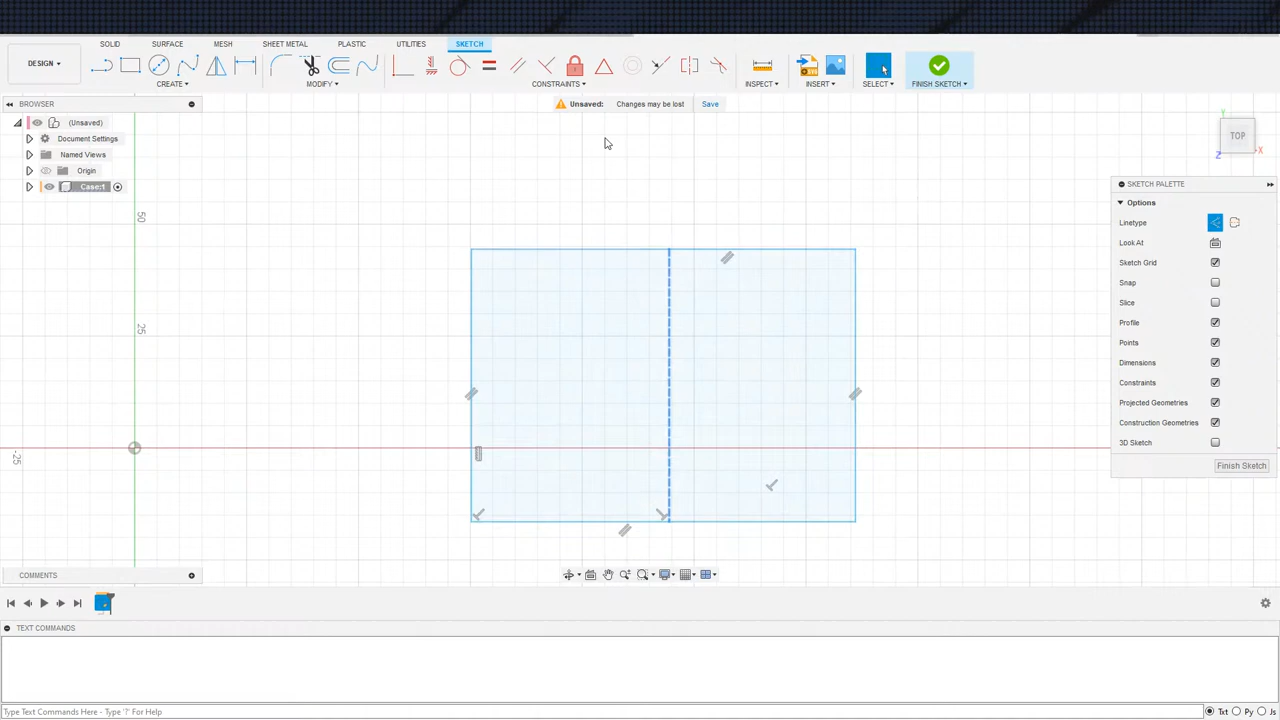 SOLID SURFACE MESH SHEET METAL PLASTIC UTILITIES SKETCH
DESIGN
CREATE MODIFY CONSTRAINTS INSPECT INSERT SELECT FINISH SKETCH
BROWSER
Unsaved: Changes may be lost Save
(Unsaved)
Document Settings
Named Views
Origin
Case:1
Y
TOP
X
Z
50
25
-25
SKETCH PALETTE
Options
Linetype
Look At
Sketch Grid
Snap
Slice
Profile
Points
Dimensions
Constraints
Projected Geometries
Construction Geometries
3D Sketch
Finish Sketch
COMMENTS
TEXT COMMANDS
Type Text Commands Here - Type '?' For Help
Txt Py Js